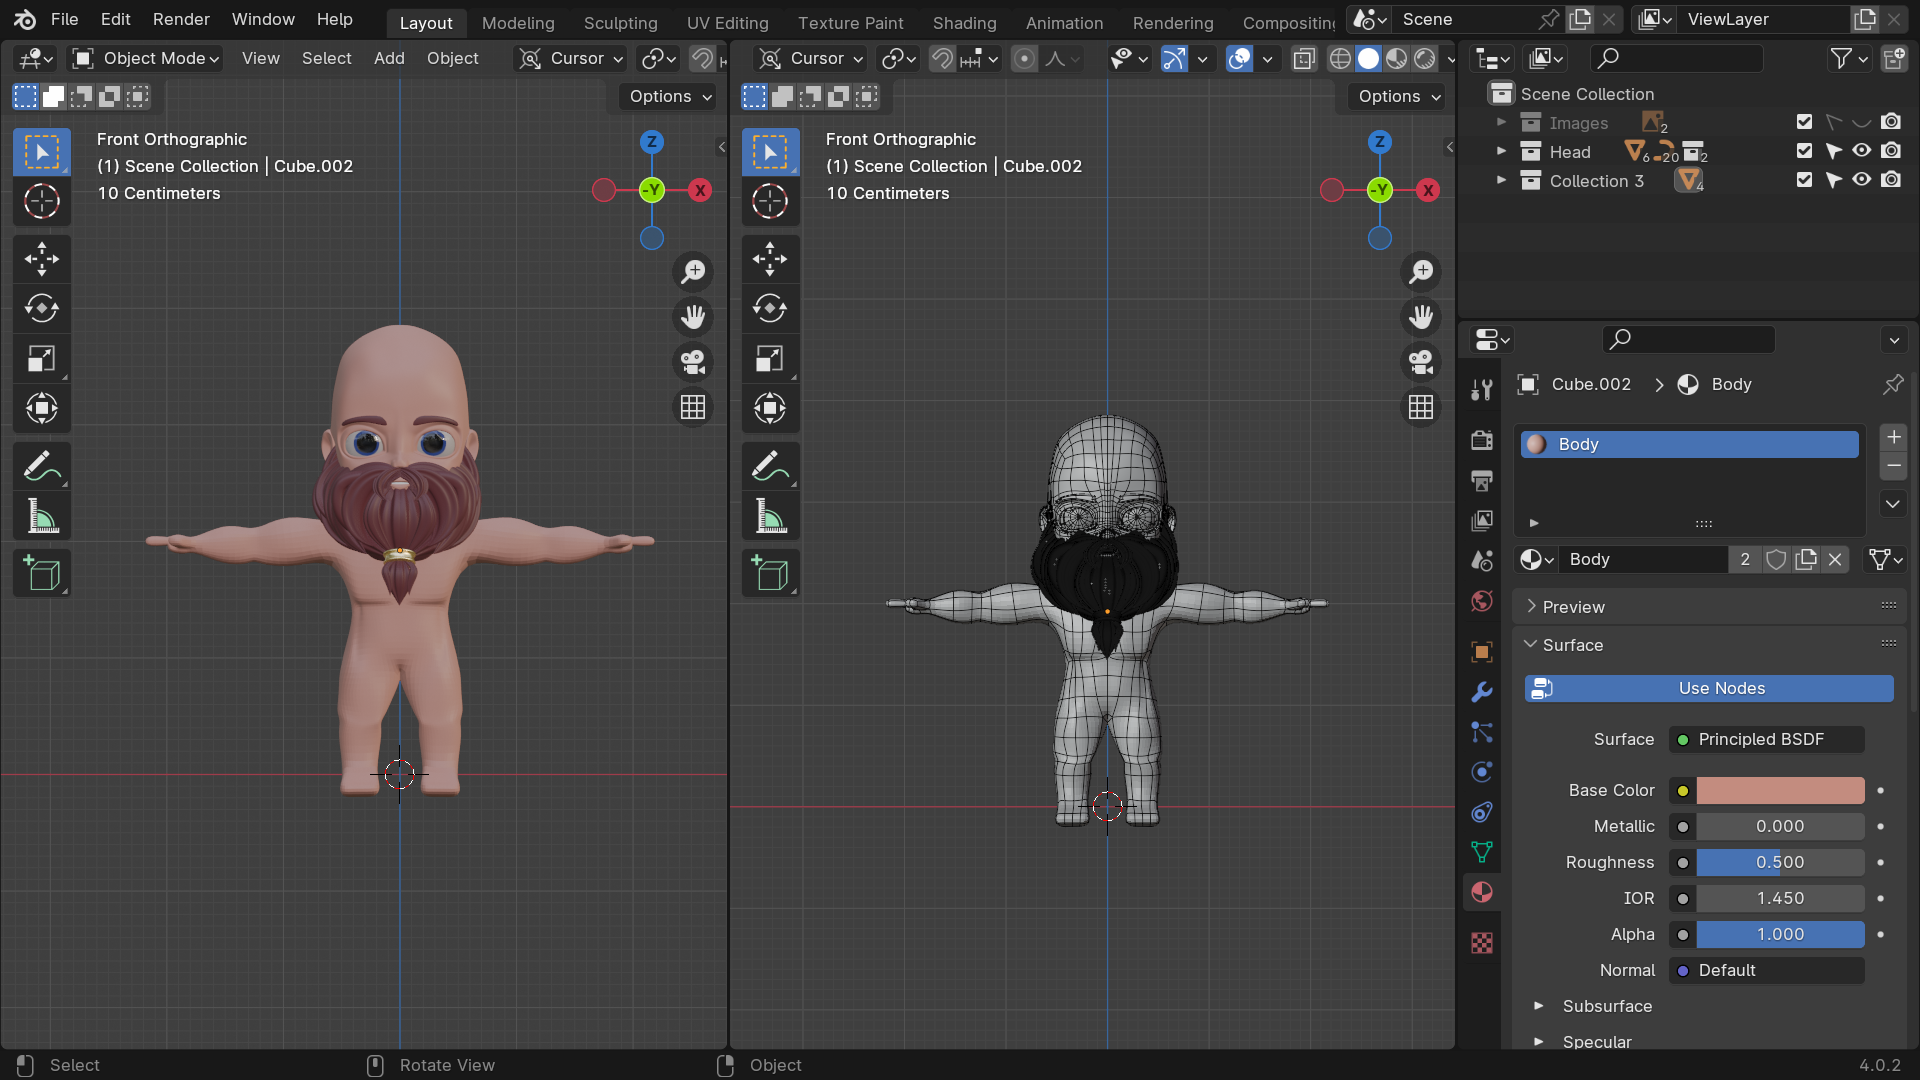 File Edit Render Window Help Layout Modeling Sculpting UV Editing Texture Paint Shading Animation Rendering Scene ViewLayer
Object Mode View Select Add Object Cursor Cursor
Options Options
Scene Collection
Front Orthographic
(1) Scene Collection | Cube.002
10 Centimeters
Z
-Y
X
Front Orthographic
(1) Scene Collection | Cube.002
10 Centimeters
Z
-Y
X
Images 2
Head 6 20 2
Collection 3 4
Cube.002 > Body
Body
Body 2
Preview
Surface
Use Nodes
Surface Principled BSDF
Base Color
Metallic 0.000
Roughness 0.500
IOR 1.450
Alpha 1.000
Normal Default
Subsurface
Specular
Select Rotate View Object 4.0.2